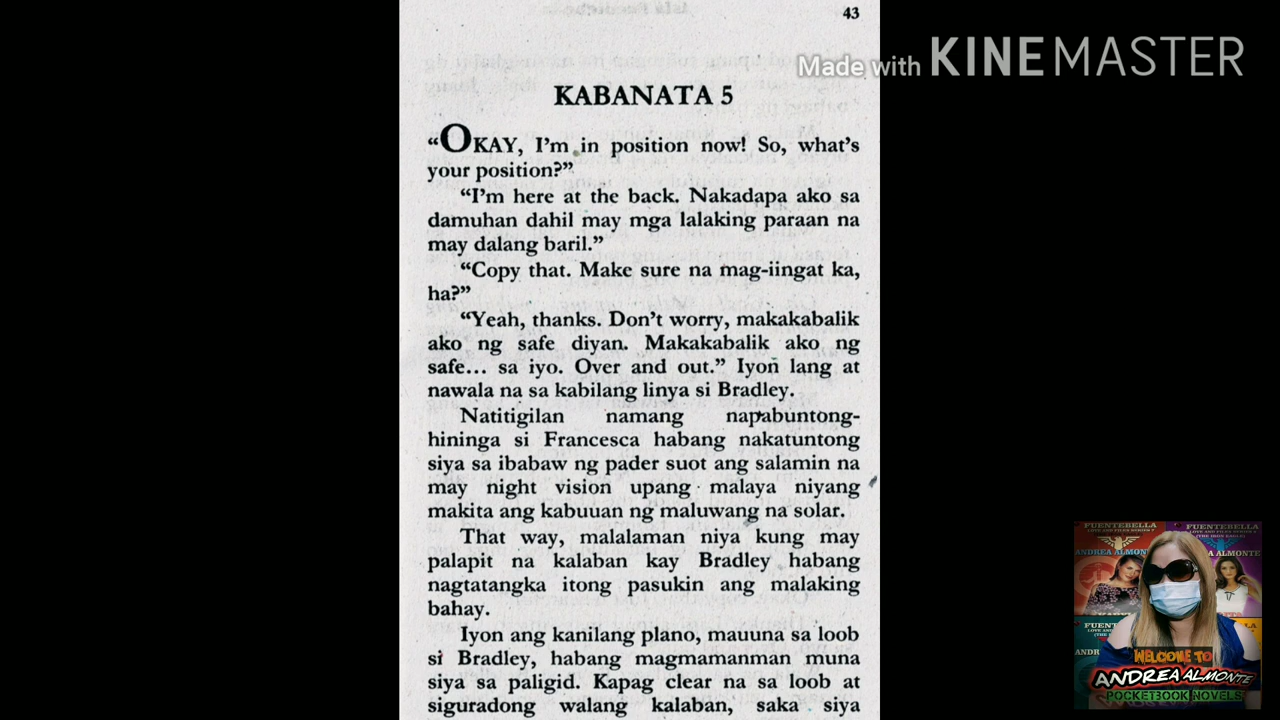 43
Made with KINEMASTER
KABANATA 5
“OKAY, I’m in position now! So, what’s
your position?”
“I’m here at the back. Nakadapa ako sa
damuhan dahil may mga lalaking paraan na
may dalang baril.”
“Copy that. Make sure na mag-iingat ka,
ha?”
“Yeah, thanks. Don’t worry, makakabalik
ako ng safe diyan. Makakabalik ako ng
safe... sa iyo. Over and out.” Iyon lang at
nawala na sa kabilang linya si Bradley.
Natitigilan namang napabuntong-
hininga si Francesca habang nakatuntong
siya sa ibabaw ng pader suot ang salamin na
may night vision upang malaya niyang
makita ang kabuuan ng maluwang na solar.
That way, malalaman niya kung may
palapit na kalaban kay Bradley habang
nagtatangka itong pasukin ang malaking
bahay.
Iyon ang kanilang plano, mauuna sa loob
si Bradley, habang magmamanman muna
siya sa paligid. Kapag clear na sa loob at
siguradong walang kalaban, saka siya
FUENTEBELLA
FUENTEBELLA
ANDREA ALMON
ALMONTE
WELCOME TO
ANDREA ALMONTE
POCKETBOOK NOVELS